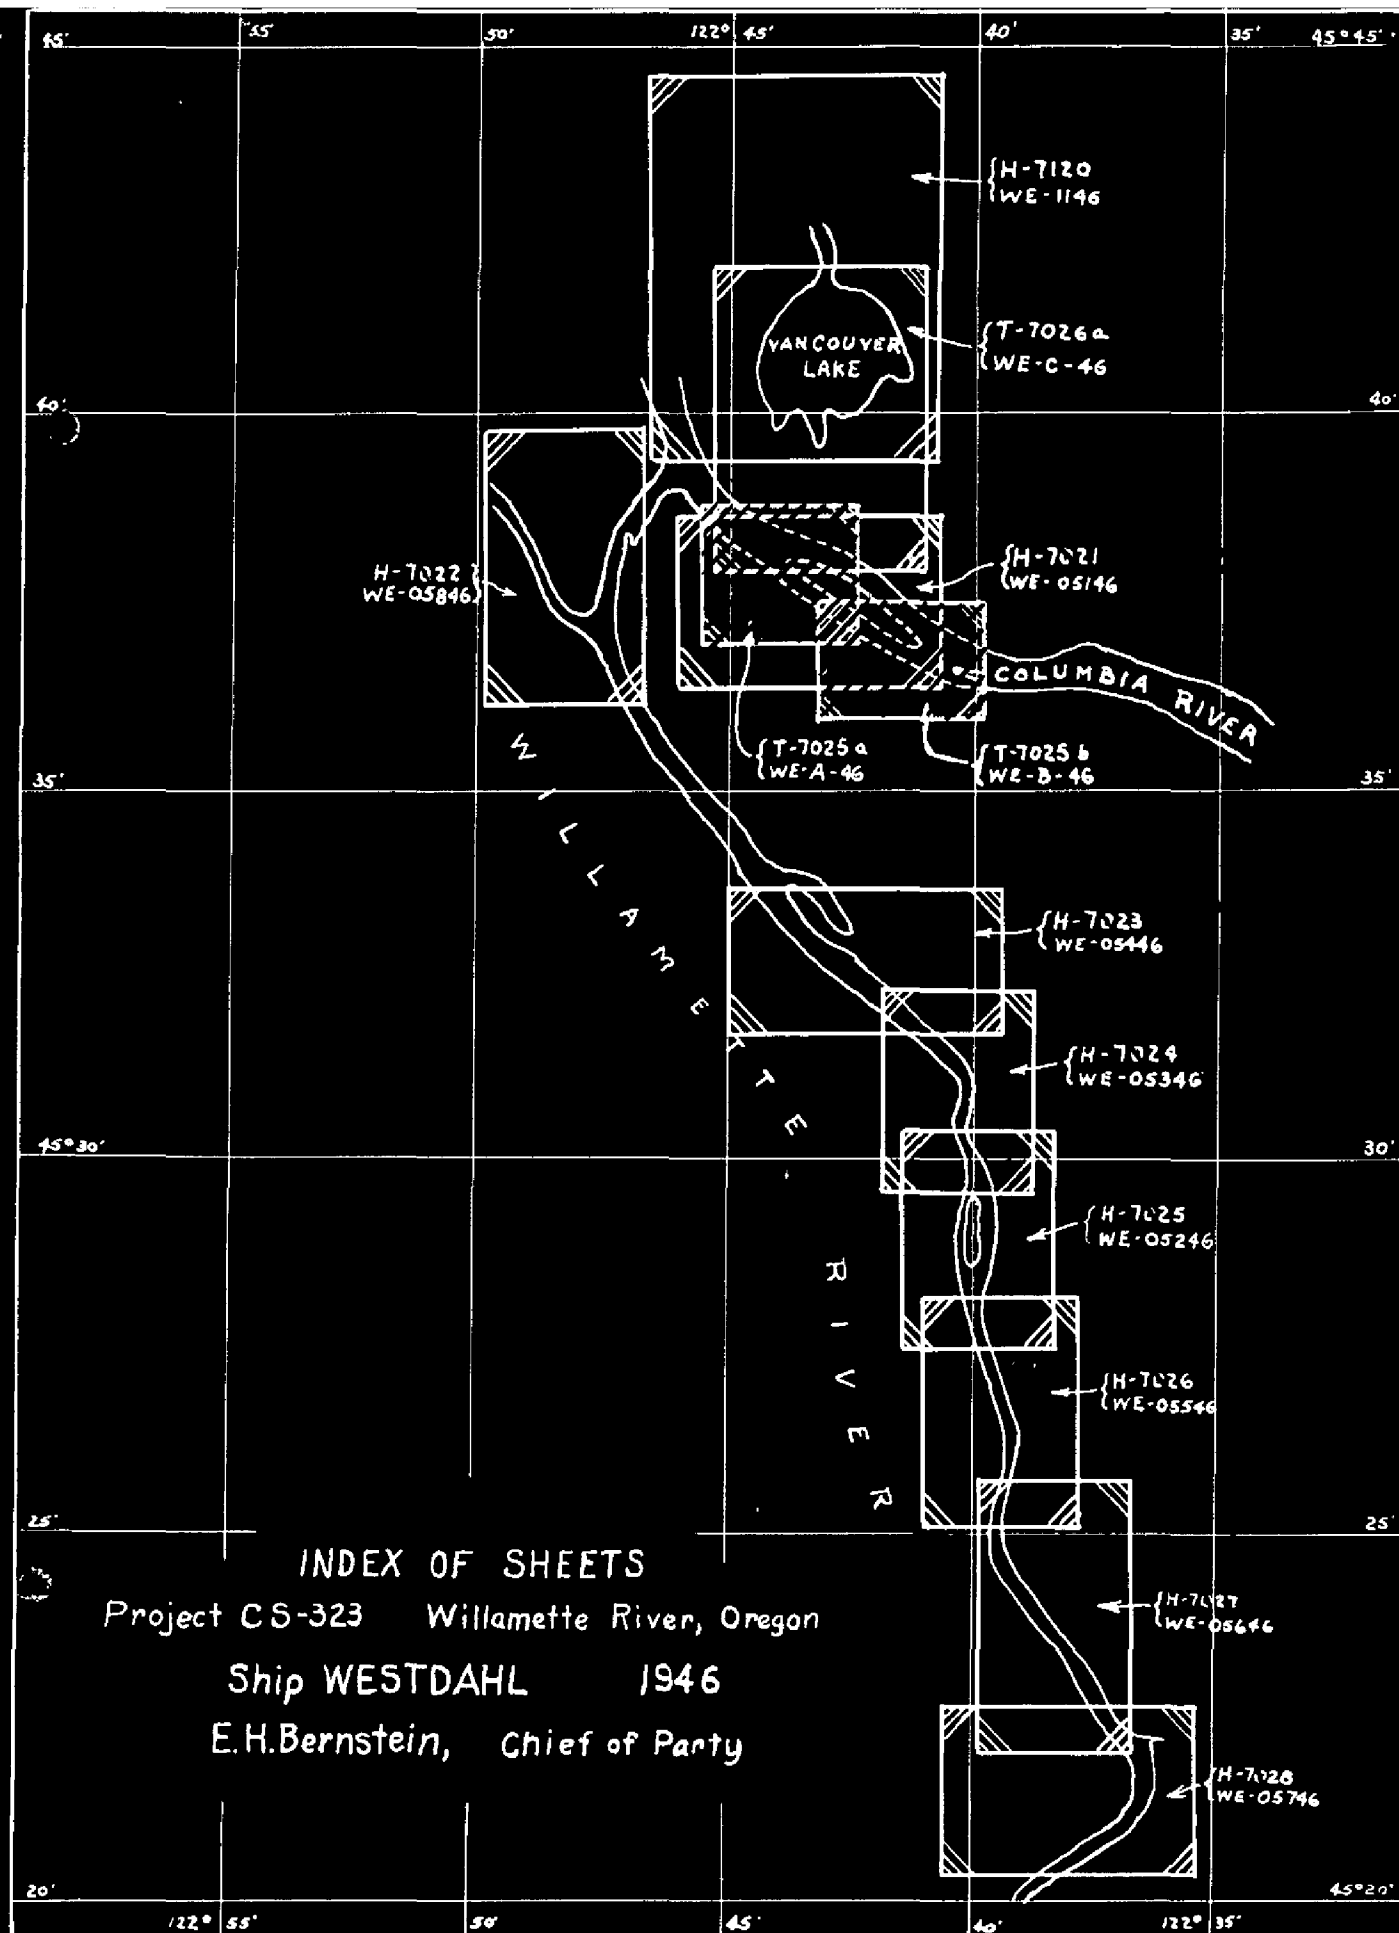 45' 55' 50' 122° 45' 40' 35' 45° 45'
{H-7120
WE-1146
{T-7026a
WE-C-46
VANCOUVER
LAKE
40' 40'
H-7022}
WE-05846
{H-7021
WE-05146
COLUMBIA RIVER
{T-7025a
WE-A-46
{T-7025b
WE-B-46
35' 35'
WILLAMETTE RIVER
{H-7023
WE-05446
{H-7024
WE-05346
45° 30' 30'
{H-7025
WE-05246
{H-7026
WE-05546
25' 25'
INDEX OF SHEETS
Project CS-323 Willamette River, Oregon
Ship WESTDAHL 1946
E.H.Bernstein, Chief of Party
{H-7027
WE-05646
{H-7028
WE-05746
20' 45° 20'
122° 55' 50' 45' 40' 122° 35'